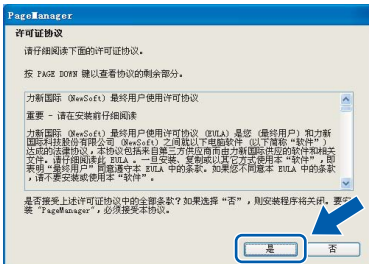 PageManager
许可证协议
请仔细阅读下面的许可证协议。
按 PAGE DOWN 键以查看协议的剩余部分。
力新国际 (NewSoft) 最终用户使用许可协议
重要 - 请在安装前仔细阅读
力新国际 (NewSoft) 最终用户使用许可协议 (EULA) 是您 (最终用户) 和力新
国际科技股份有限公司 (NewSoft) 之间就以下电脑软件 (以下简称“软件”)
达成的法律协议,本软件包括来自第三方供应商而由力新国际供应的软件和相关
文件。请仔细阅读此 EULA 。一旦安装、复制或以其它方式使用本“软件”,即
表明“最终用户”同意遵守本 EULA 中的条款。如果您不同意本 EULA 中的条款
,请不要安装或使用本“软件”。
是否接受上述许可证协议中的全部条款?如果选择“否”,则安装程序将关闭。要安
装 "PageManager",必须接受本协议。
是
否